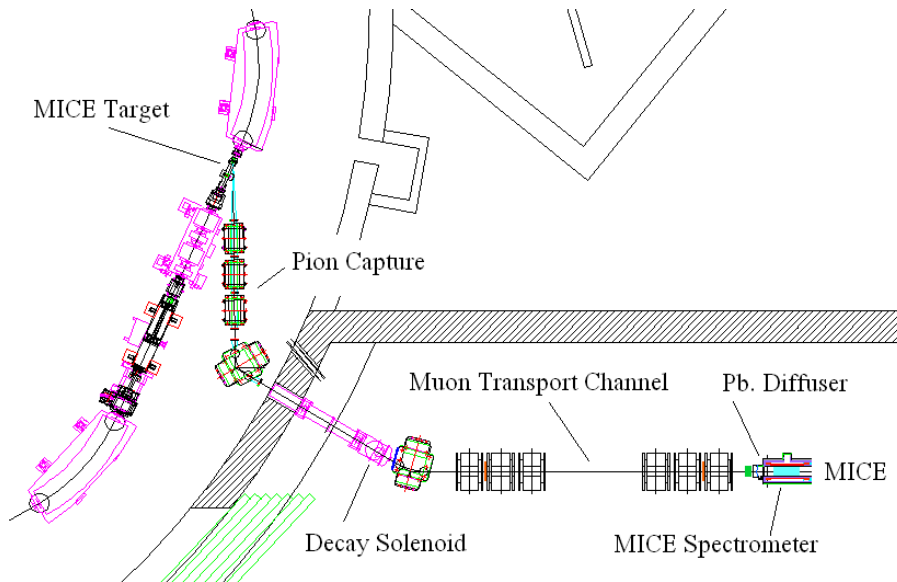 MICE Target
Pion Capture
Muon Transport Channel
Pb. Diffuser
MICE
Decay Solenoid
MICE Spectrometer